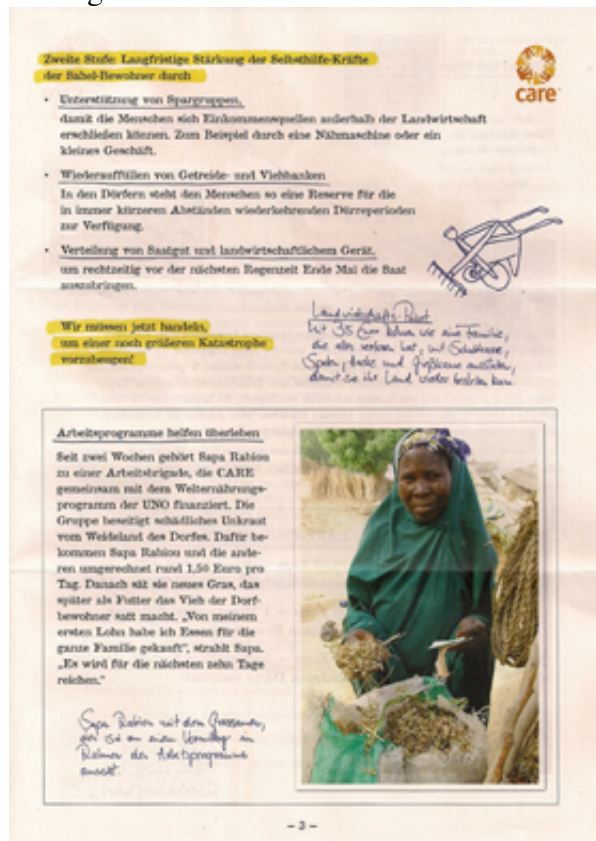 Zweite Stufe: Langfristige Stärkung der Selbsthilfe-Kräfte
der Sahel-Bewohner durch
care
• Unterstützung von Spargruppen,
damit die Menschen sich Einkommensquellen außerhalb der Landwirtschaft
erschließen können. Zum Beispiel durch eine Nähmaschine oder ein
kleines Geschäft.
• Wiederauffüllen von Getreide- und Viehbanken
In den Dörfern steht den Menschen so eine Reserve für die
in immer kürzeren Abständen wiederkehrenden Dürreperioden
zur Verfügung.
• Verteilung von Saatgut und landwirtschaftlichem Gerät,
um rechtzeitig vor der nächsten Regenzeit Ende Mai die Saat
auszubringen.
Landwirtschafts-Paket
Mit 35 Euro können wir eine Familie,
die alles verloren hat, mit Schubkarre,
Spaten, Hacke und Gießkanne ausstatten,
damit sie ihr Land wieder bestellen kann.
Wir müssen jetzt handeln,
um einer noch größeren Katastrophe
vorzubeugen!
Arbeitsprogramme helfen überleben
Seit zwei Wochen gehört Sapa Rabiou
zu einer Arbeitsbrigade, die CARE
gemeinsam mit dem Welternährungs-
programm der UNO finanziert. Die
Gruppe beseitigt schädliches Unkraut
vom Weideland des Dorfes. Dafür be-
kommen Sapa Rabiou und die ande-
ren umgerechnet rund 1,50 Euro pro
Tag. Danach sät sie neues Gras, das
später als Futter das Vieh der Dorf-
bewohner satt macht. „Von meinem
ersten Lohn habe ich Essen für die
ganze Familie gekauft“, strahlt Sapa.
„Es wird für die nächsten zehn Tage
reichen.“
Sapa Rabiou mit dem Grassamen,
den sie an einem Vormittag im
Rahmen des Arbeitsprogramms
aussät.
– 3 –